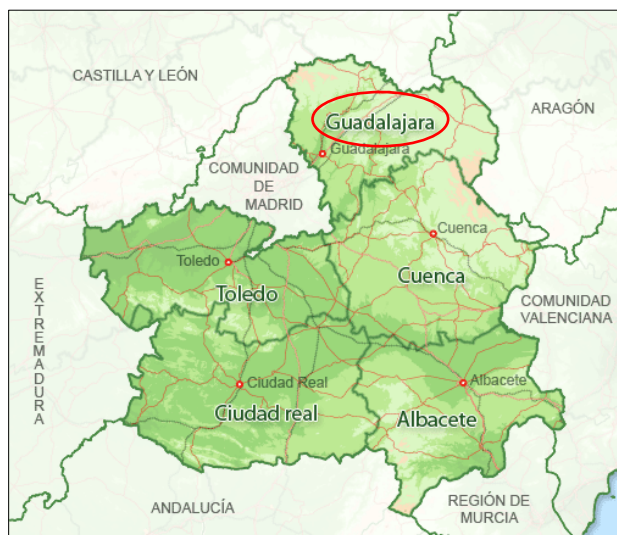 CASTILLA Y LEÓN
ARAGÓN
Guadalajara
Guadalajara
COMUNIDAD
DE
MADRID
Cuenca
Toledo
Cuenca
Toledo
EXTREMADURA
COMUNIDAD
VALENCIANA
Ciudad Real
Albacete
Ciudad real
Albacete
ANDALUCÍA
REGIÓN DE
MURCIA